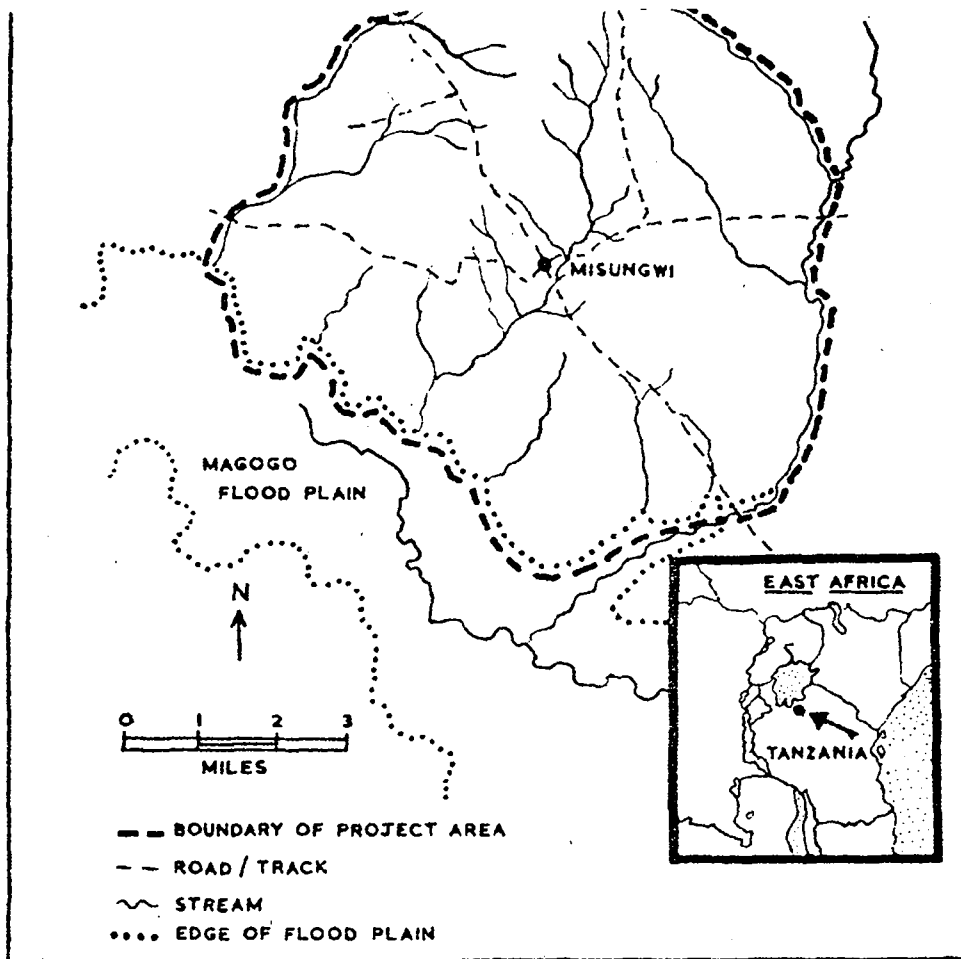 MISUNGWI
MAGOGO
FLOOD PLAIN
N
0 1 2 3
MILES
BOUNDARY OF PROJECT AREA
ROAD / TRACK
STREAM
EDGE OF FLOOD PLAIN
EAST AFRICA
TANZANIA